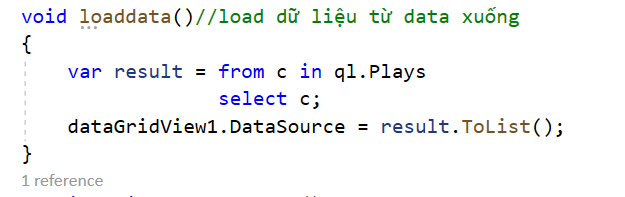 void loaddata()//load dữ liệu từ data xuống
{
var result = from c in ql.Plays
select c;
dataGridView1.DataSource = result.ToList();
}
1 reference